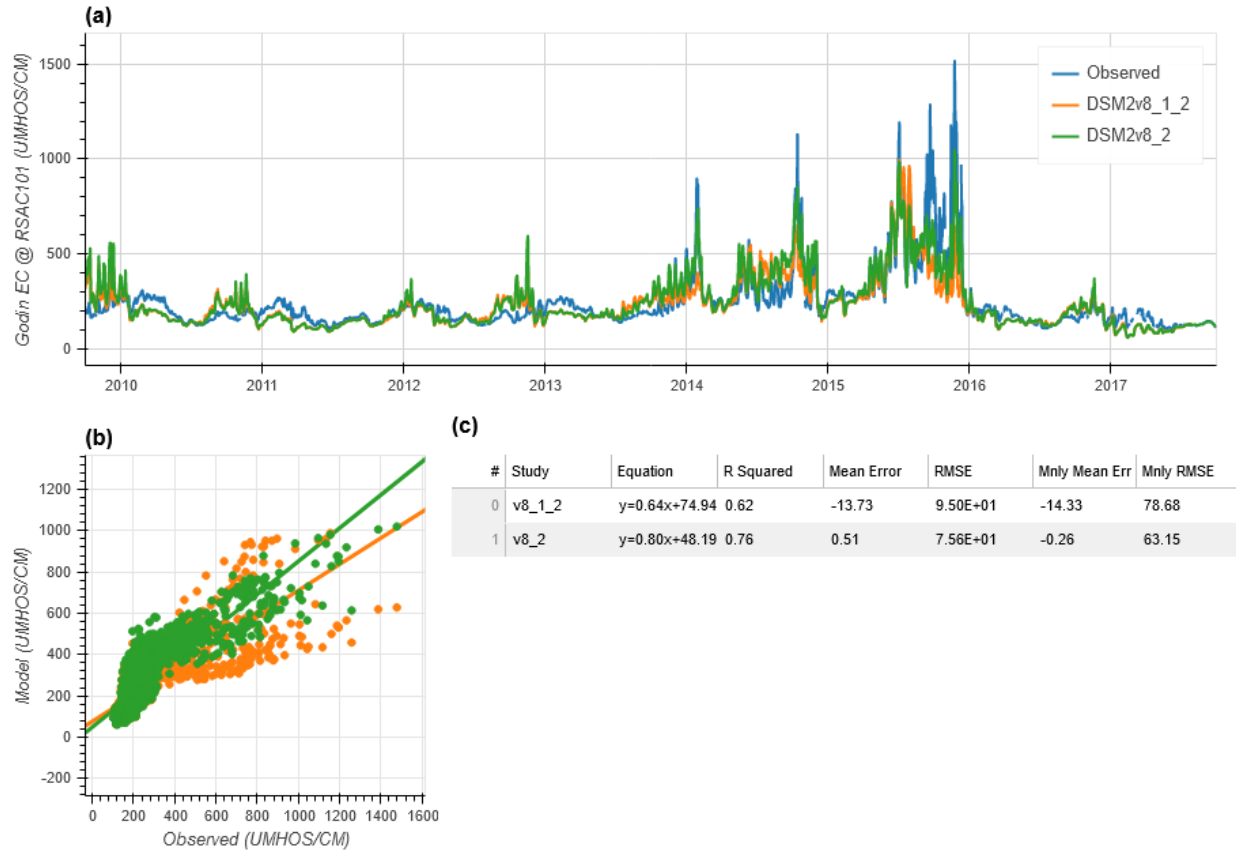 (a)
Godin EC @ RSAC101 (UMHOS/CM)
1500
1000
500
0
Observed
DSM2v8_1_2
DSM2v8_2
2010 2011 2012 2013 2014 2015 2016 2017
(b)
Model (UMHOS/CM)
1200
1000
800
600
400
200
0
-200
0 200 400 600 800 1000 1200 1400 1600
Observed (UMHOS/CM)
(c)
# Study Equation R Squared Mean Error RMSE Mnly Mean Err Mnly RMSE
0 v8_1_2 y=0.64x+74.94 0.62 -13.73 9.50E+01 -14.33 78.68
1 v8_2 y=0.80x+48.19 0.76 0.51 7.56E+01 -0.26 63.15